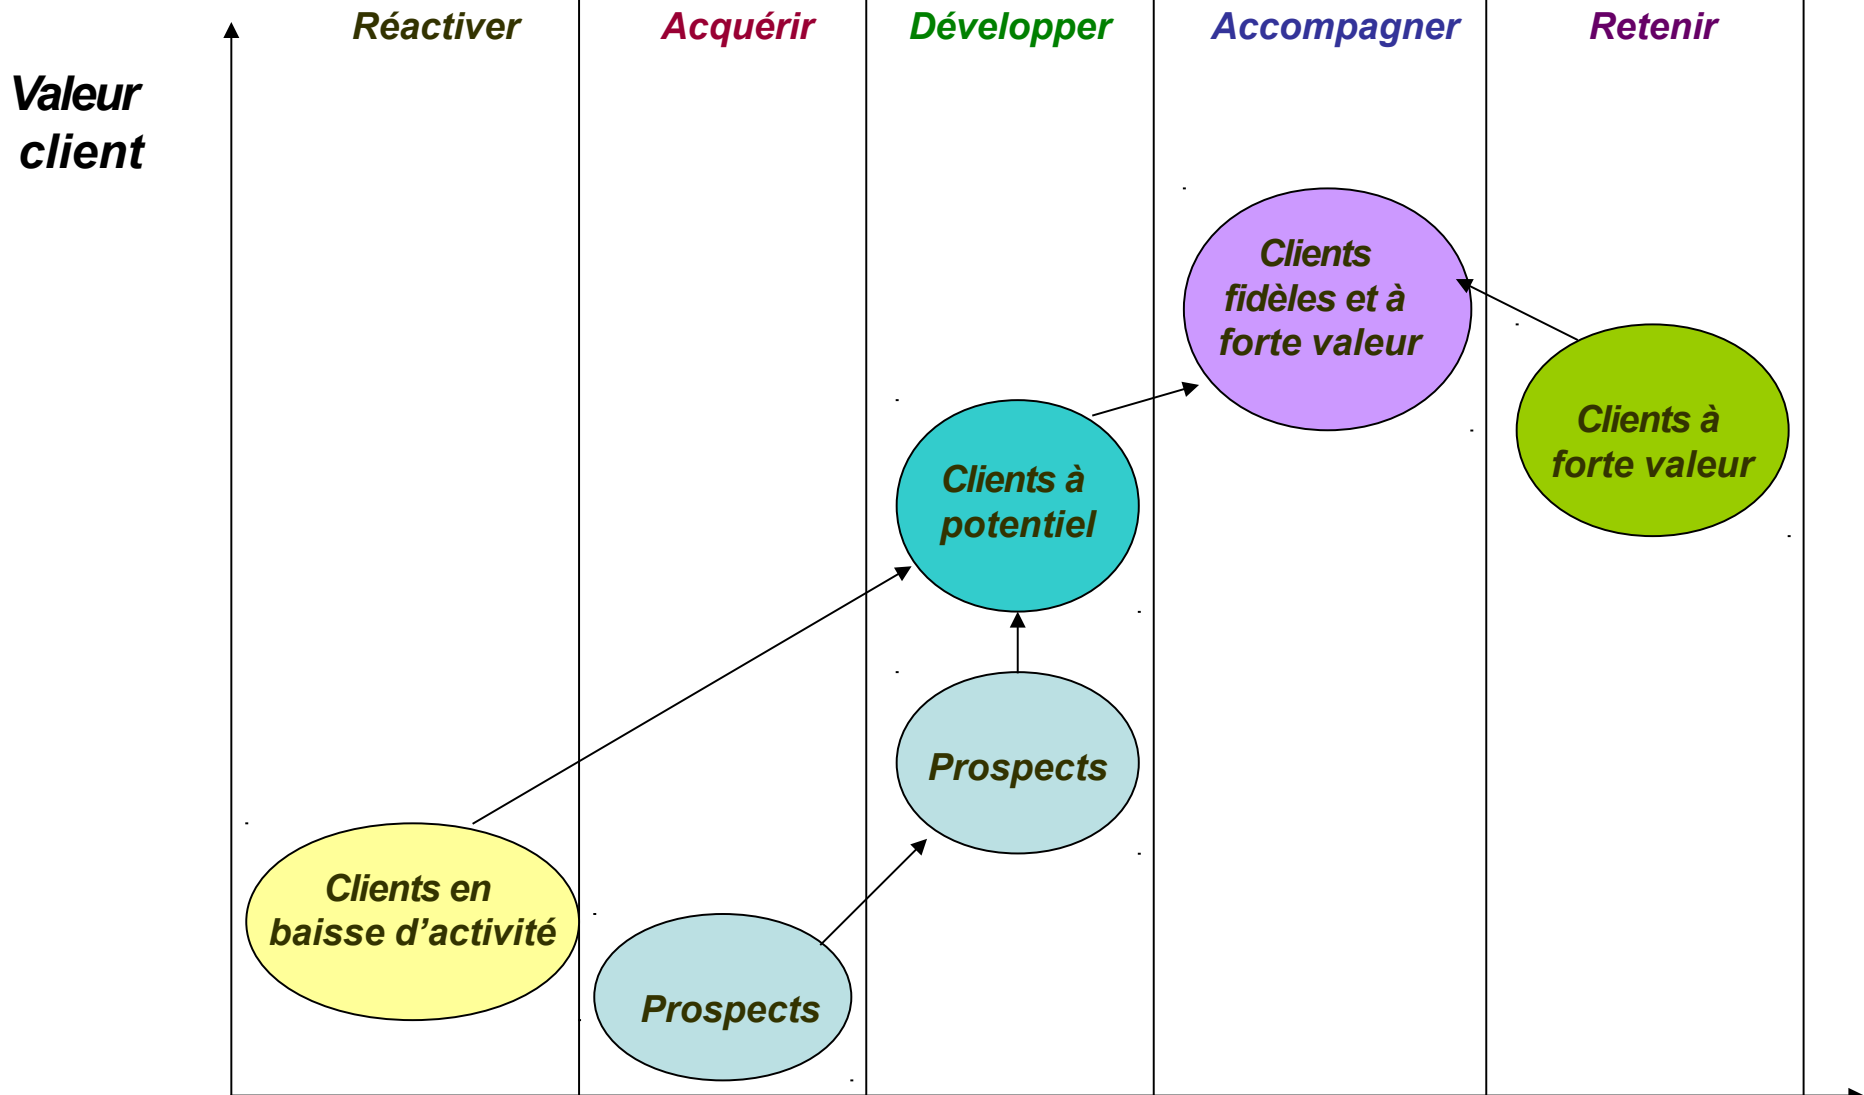 Réactiver
Acquérir
Développer
Accompagner
Retenir
Valeur
client
Clients
fidèles et à
forte valeur
Clients à
forte valeur
Clients à
potentiel
Prospects
Clients en
baisse d’activité
Prospects